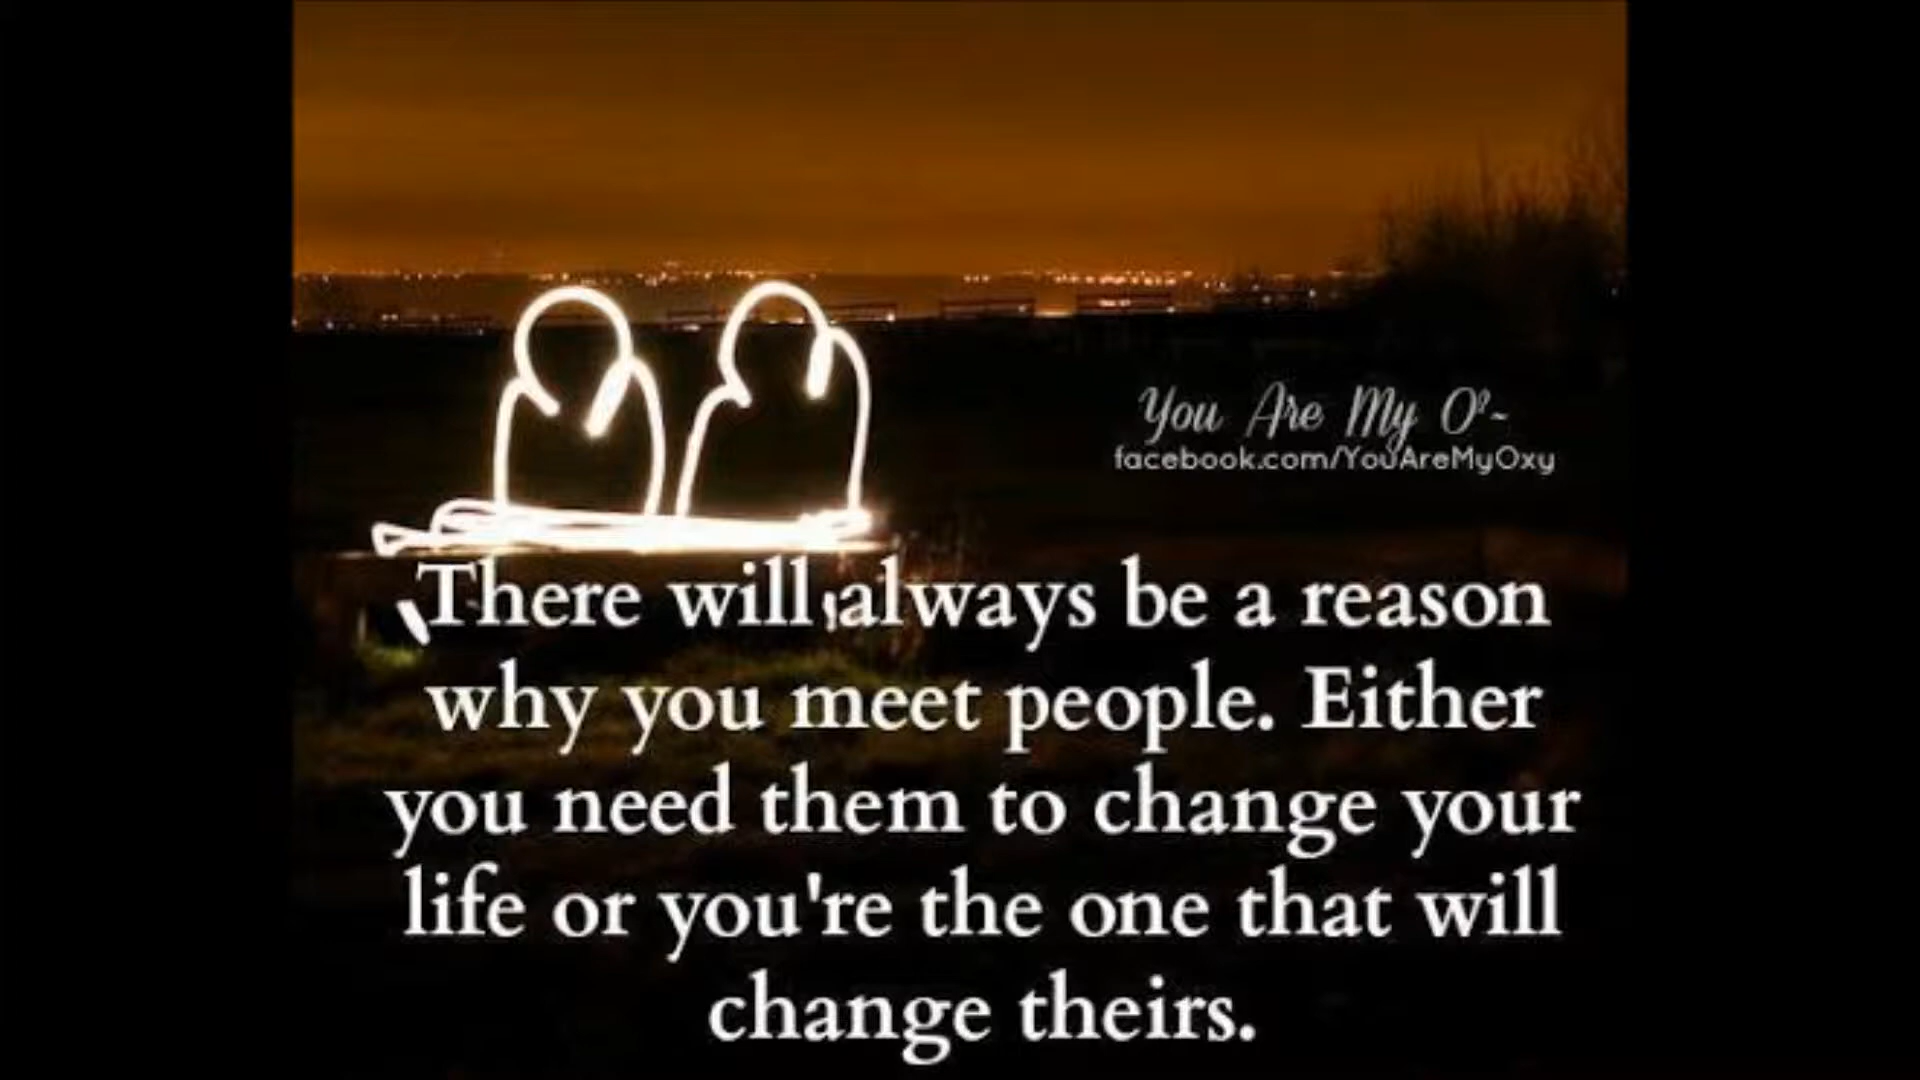 You Are My O²~
facebook.com/YouAreMyOxy
There will always be a reason
why you meet people. Either
you need them to change your
life or you're the one that will
change theirs.